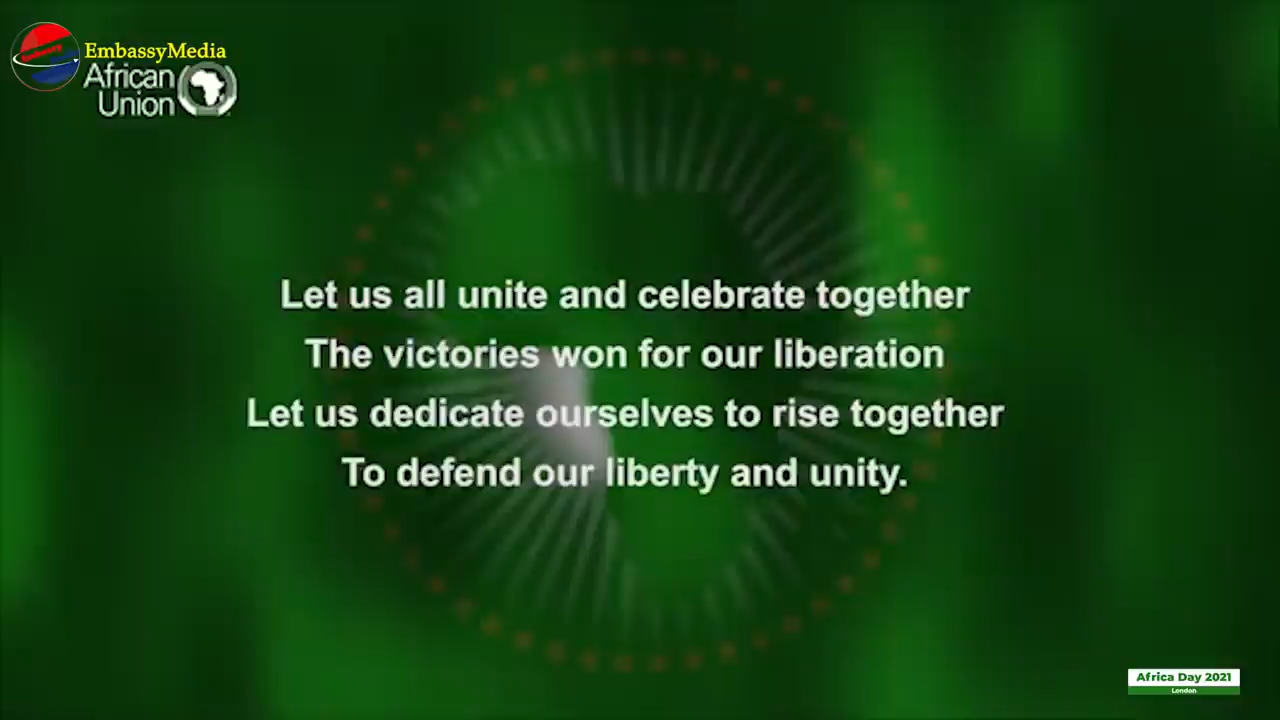 EmbassyMedia
African
Union
Let us all unite and celebrate together
The victories won for our liberation
Let us dedicate ourselves to rise together
To defend our liberty and unity.
Africa Day 2021
London